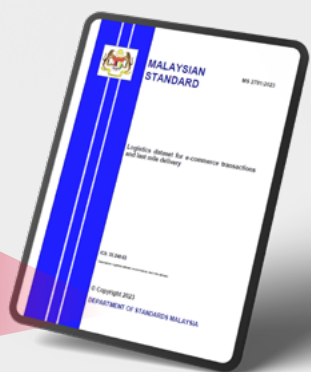 MALAYSIAN
STANDARD
MS 2791:2023
Logistics dataset for e-commerce transactions
and last mile delivery
© Copyright 2023
DEPARTMENT OF STANDARDS MALAYSIA